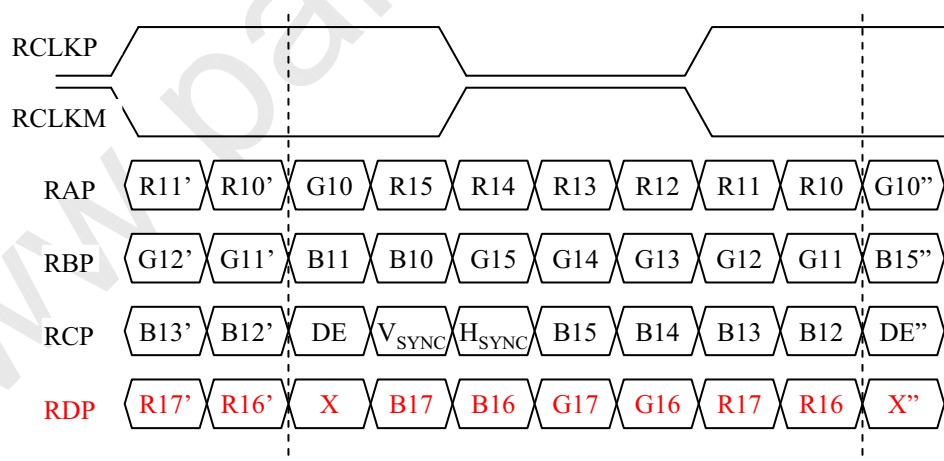 RCLKP
RCLKM
RAP R11’ R10’ G10 R15 R14 R13 R12 R11 R10 G10”
RBP G12’ G11’ B11 B10 G15 G14 G13 G12 G11 B15”
RCP B13’ B12’ DE VSYNC HSYNC B15 B14 B13 B12 DE”
RDP R17’ R16’ X B17 B16 G17 G16 R17 R16 X”